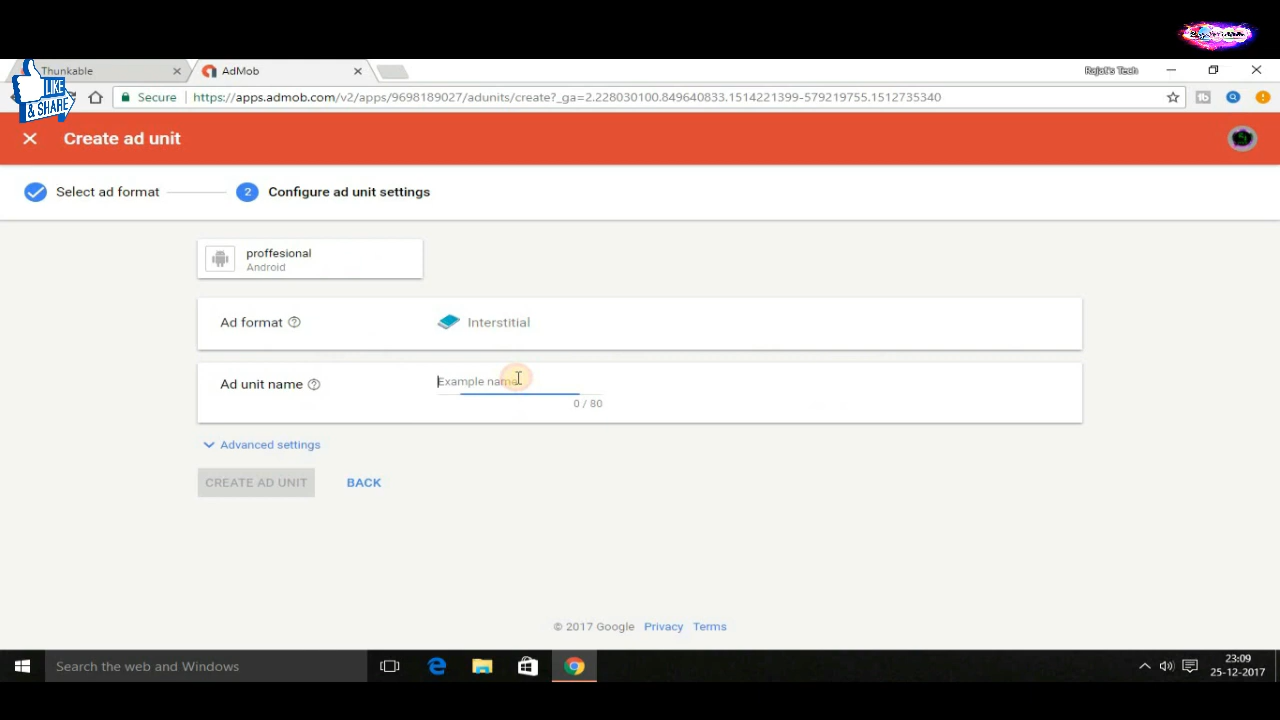 Thunkable
AdMob
Rajat's Tech
LIKE
& SHARE
Secure
https://apps.admob.com/v2/apps/9698189027/adunits/create?_ga=2.228030100.849640833.1514221399-579219755.1512735340
Create ad unit
Select ad format
2
Configure ad unit settings
proffesional
Android
Ad format
Interstitial
Ad unit name
Example name
0 / 80
Advanced settings
CREATE AD UNIT
BACK
© 2017 Google
Privacy
Terms
Search the web and Windows
23:09
25-12-2017